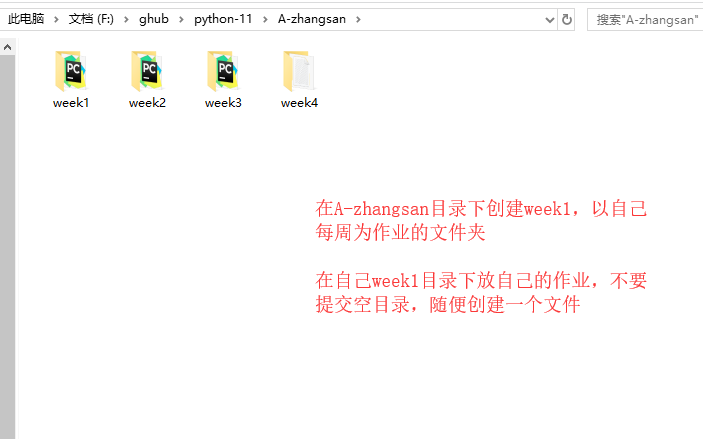 此电脑 > 文档 (F:) > ghub > python-11 > A-zhangsan >
搜索"A-zhangsan"
PC PC PC
week1 week2 week3 week4
在A-zhangsan目录下创建week1，以自己
每周为作业的文件夹
在自己week1目录下放自己的作业，不要
提交空目录，随便创建一个文件